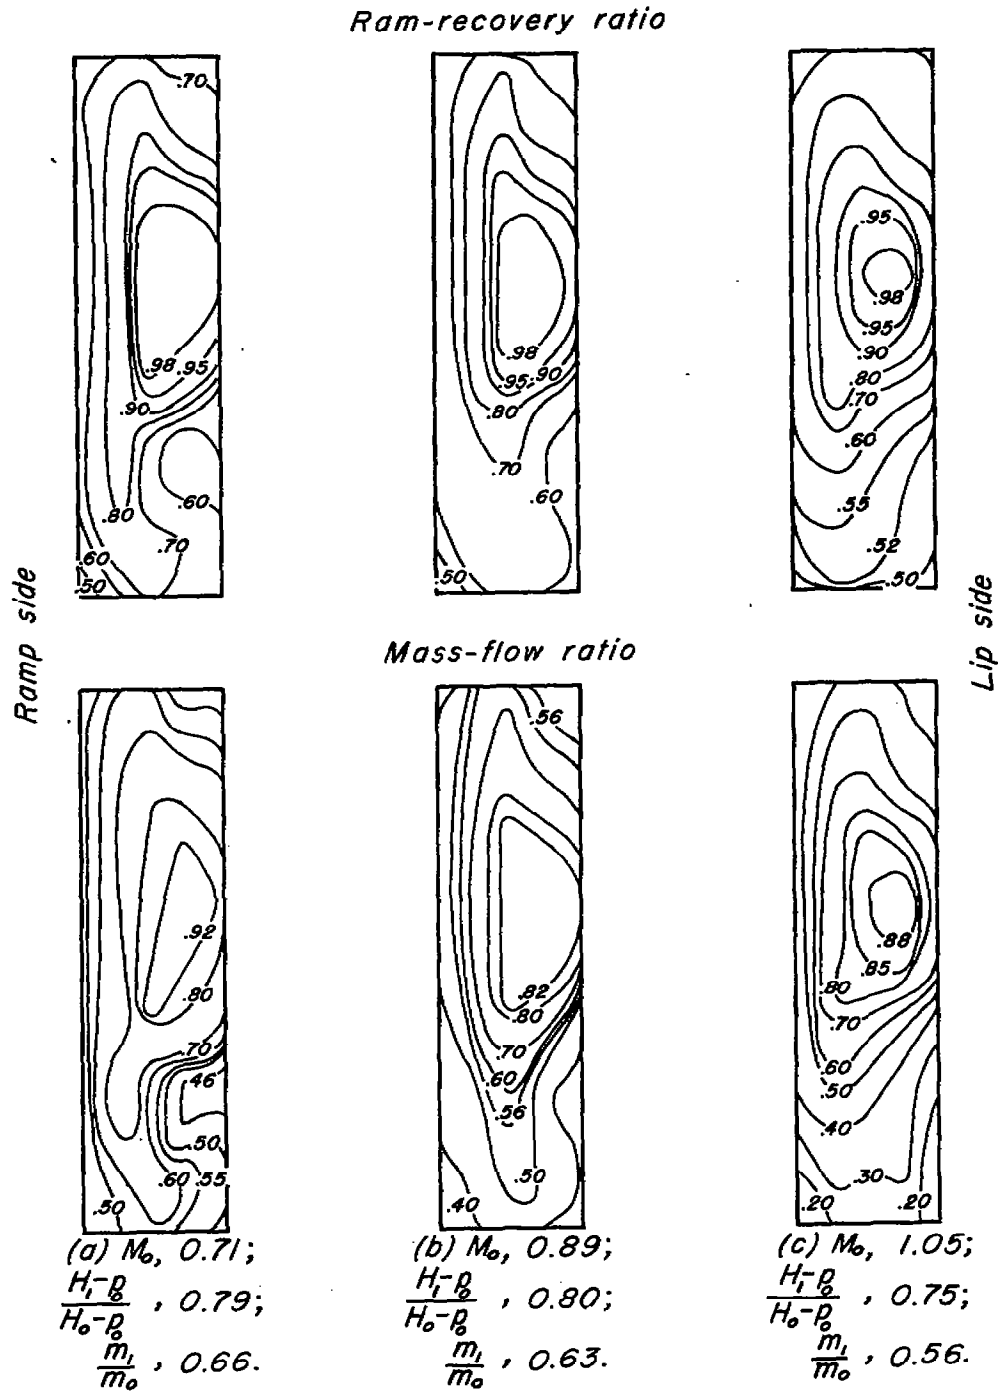 Ram-recovery ratio
.70
.98 .95
.90
.80
.60
.70
.60
.50
.98
.95 .90
.80
.70
.60
.50
.95
.98
.95
.90
.80
.70
.60
.55
.52
.50
Ramp side
Lip side
Mass-flow ratio
.92
.80
.70
.46
.50
.60 .55
.50
.56
.82
.80
.70
.60
.56
.50
.40
.88
.85
.80
.70
.60
.50
.40
.30
.20 .20
(a) M₀, 0.71;
H₁-p₀
H₀-p₀ , 0.79;
m₁
m₀ , 0.66.
(b) M₀, 0.89;
H₁-p₀
H₀-p₀ , 0.80;
m₁
m₀ , 0.63.
(c) M₀, 1.05;
H₁-p₀
H₀-p₀ , 0.75;
m₁
m₀ , 0.56.